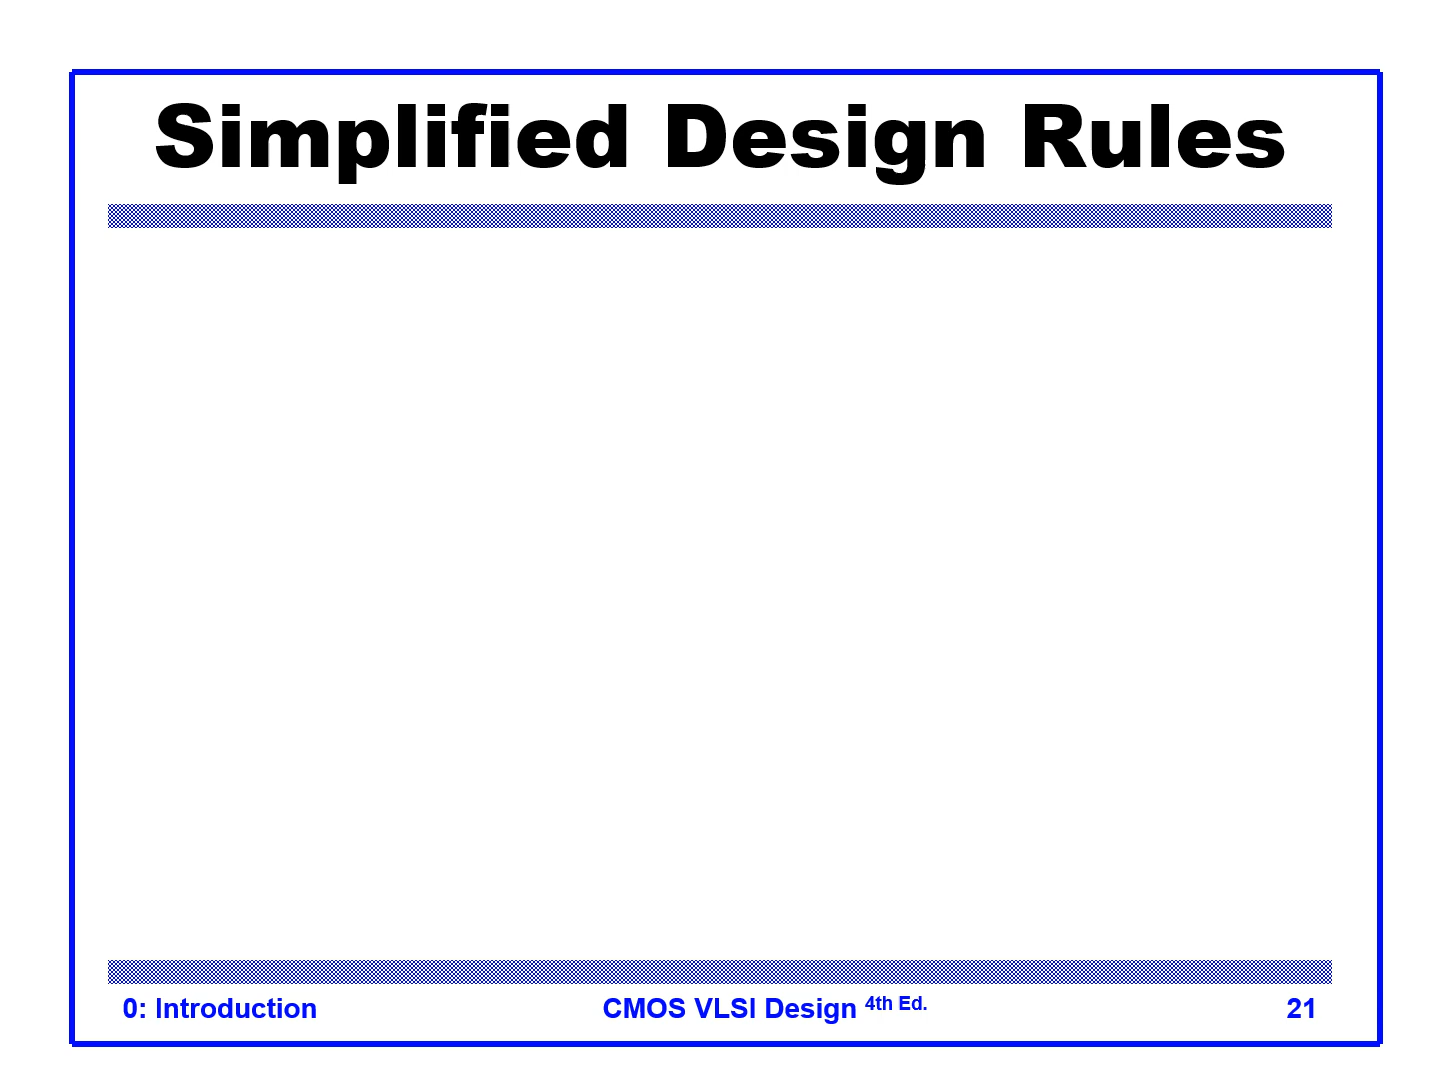 Simplified Design Rules
0: Introduction
CMOS VLSI Design 4th Ed.
21